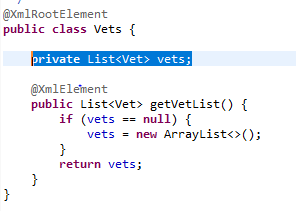 @XmlRootElement
public class Vets {
private List<Vet> vets;
@XmlElement
public List<Vet> getVetList() {
if (vets == null) {
vets = new ArrayList<>();
}
return vets;
}
}